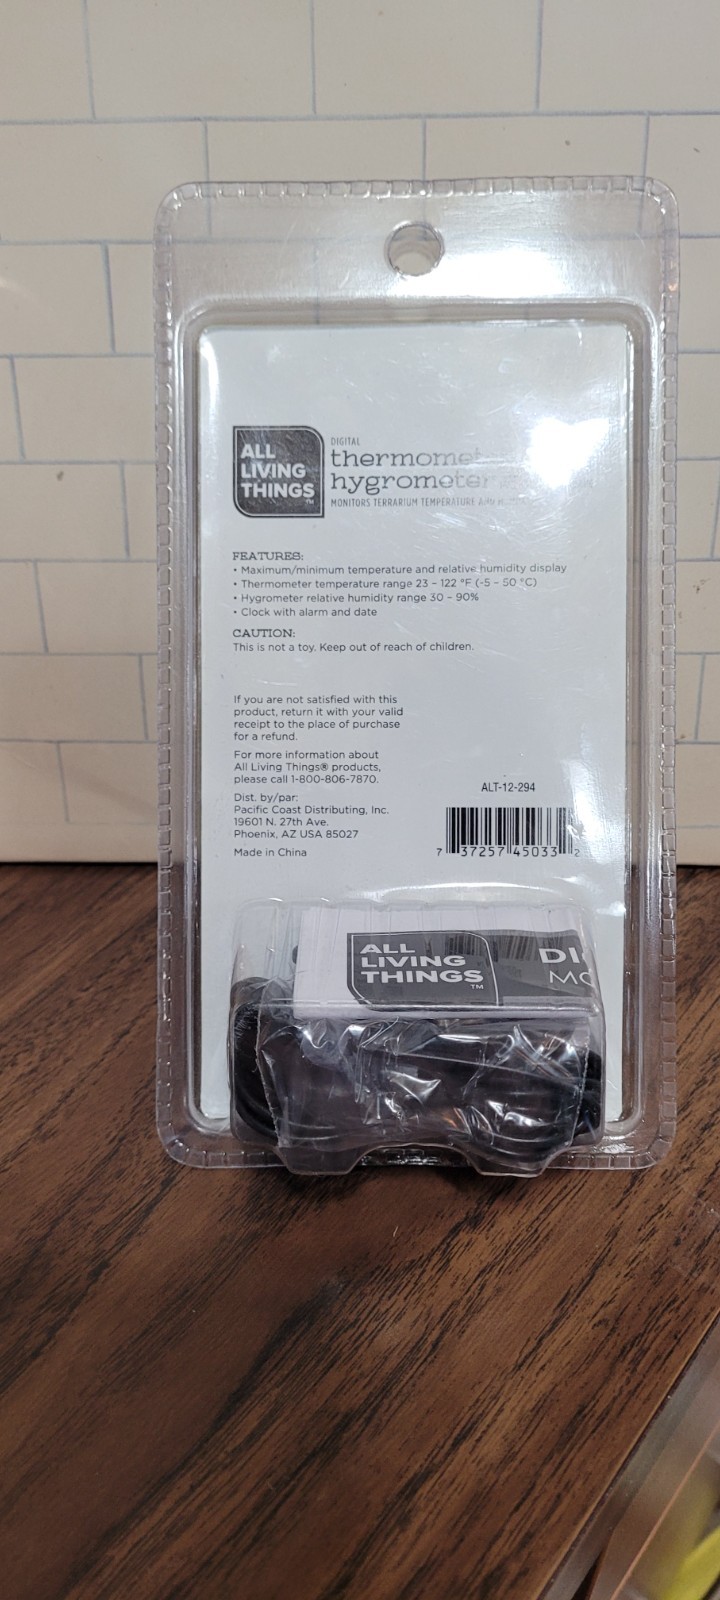 ALL
LIVING
THINGS™
DIGITAL
hygrometer
MONITORS TERRARIUM TEMPERATURE AND
FEATURES:
• Maximum/minimum temperature and relative humidity display
• Thermometer temperature range 23 – 122 °F (-5 – 50 °C)
• Hygrometer relative humidity range 30 – 90%
• Clock with alarm and date
CAUTION:
This is not a toy. Keep out of reach of children.
If you are not satisfied with this
product, return it with your valid
receipt to the place of purchase
for a refund.
For more information about
All Living Things® products,
please call 1-800-806-7870.
Dist. by/par:
Pacific Coast Distributing, Inc.
19601 N. 27th Ave.
Phoenix, AZ USA 85027
Made in China
ALT-12-294
7 37257 45033 2
ALL
LIVING
THINGS™